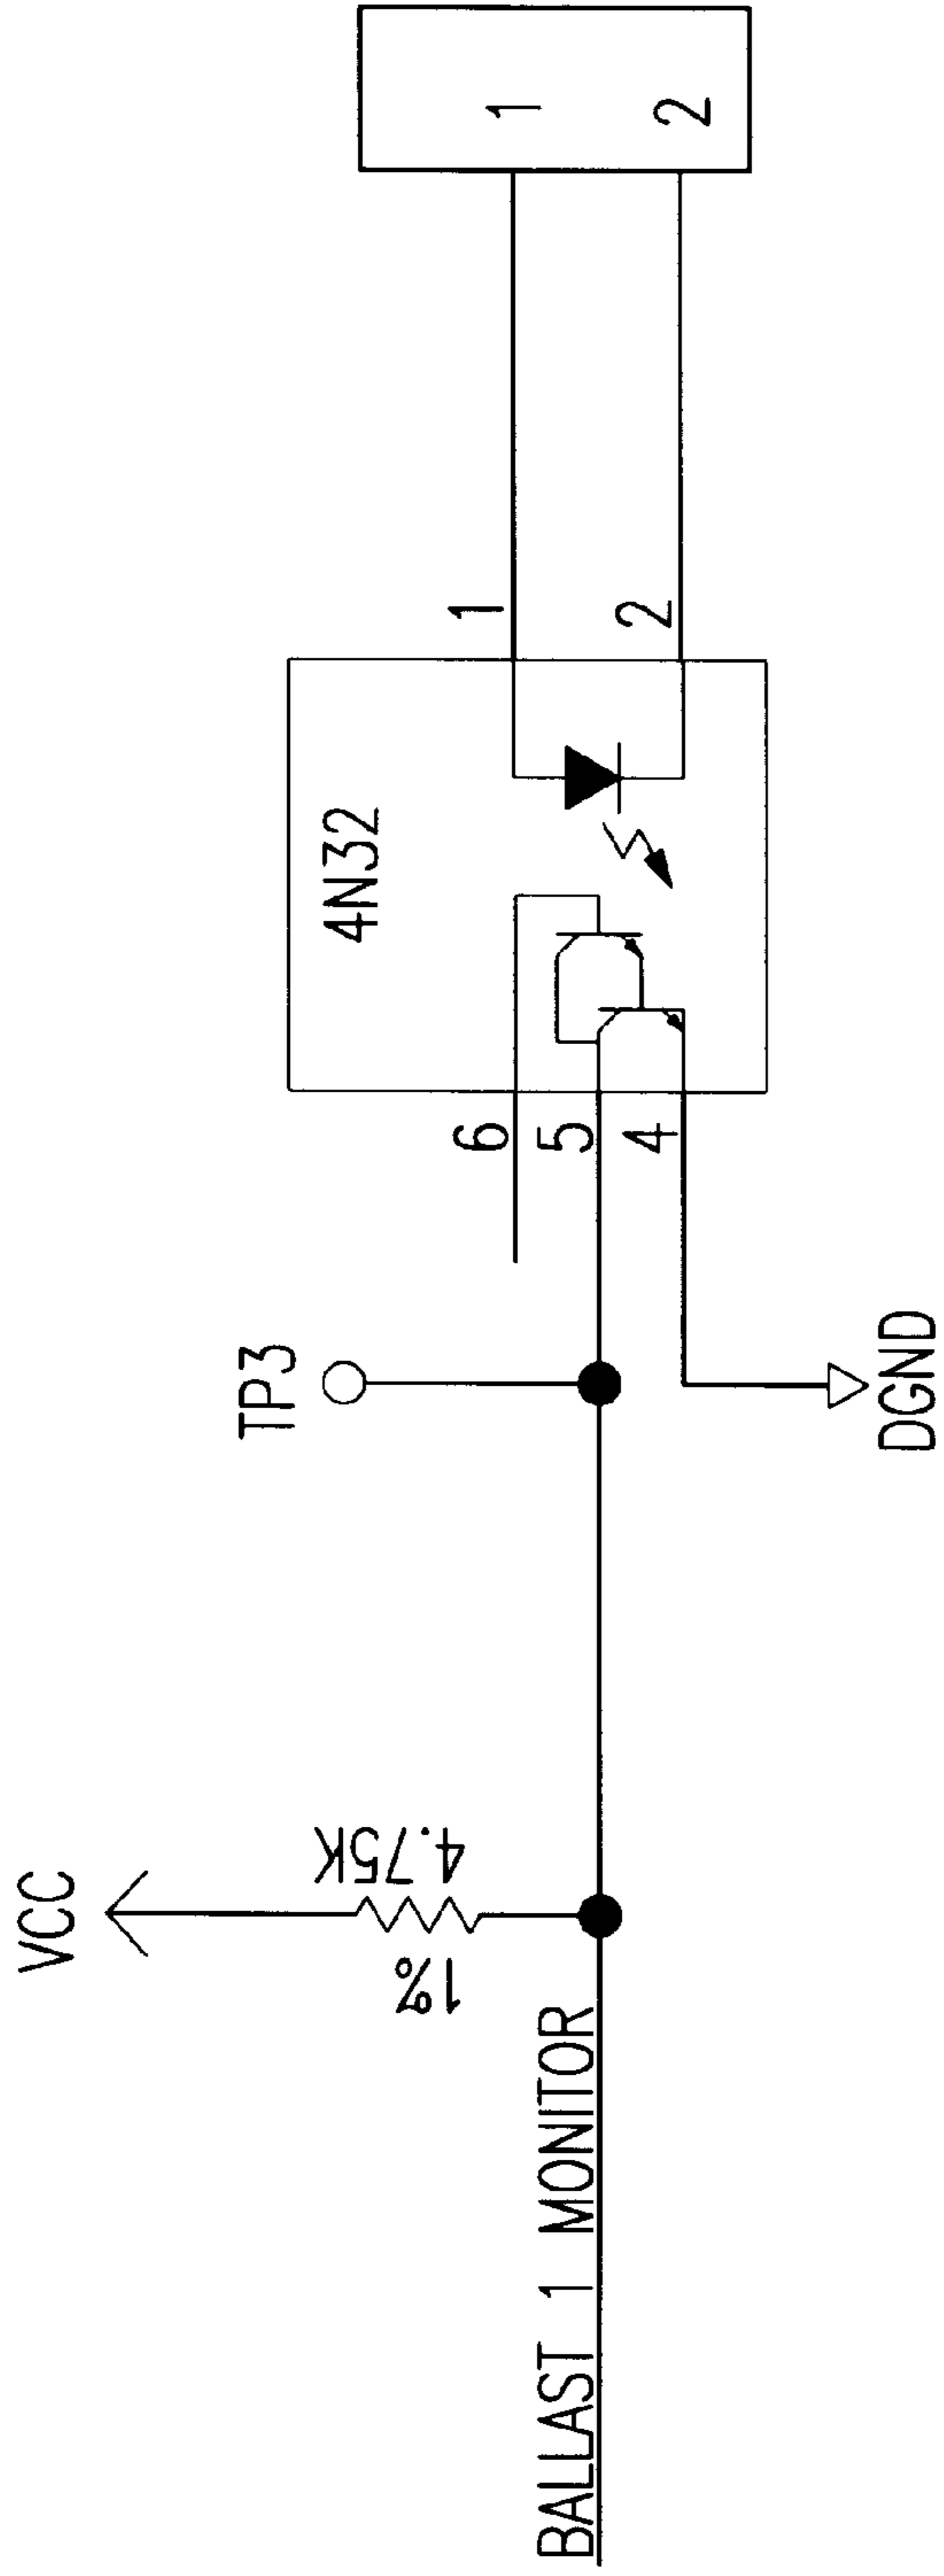 VCC
4.75K
1%
BALLAST 1 MONITOR
TP3
DGND
4N32
6
5
4
1
2
1
2